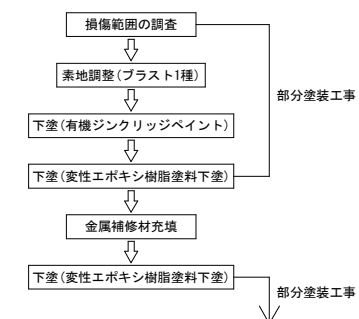 損傷範囲の調査
素地調整(ブラスト1種)
部分塗装工事
下塗(有機ジンクリッジペイント)
下塗(変性エポキシ樹脂塗料下塗)
金属補修材充填
下塗(変性エポキシ樹脂塗料下塗)
部分塗装工事